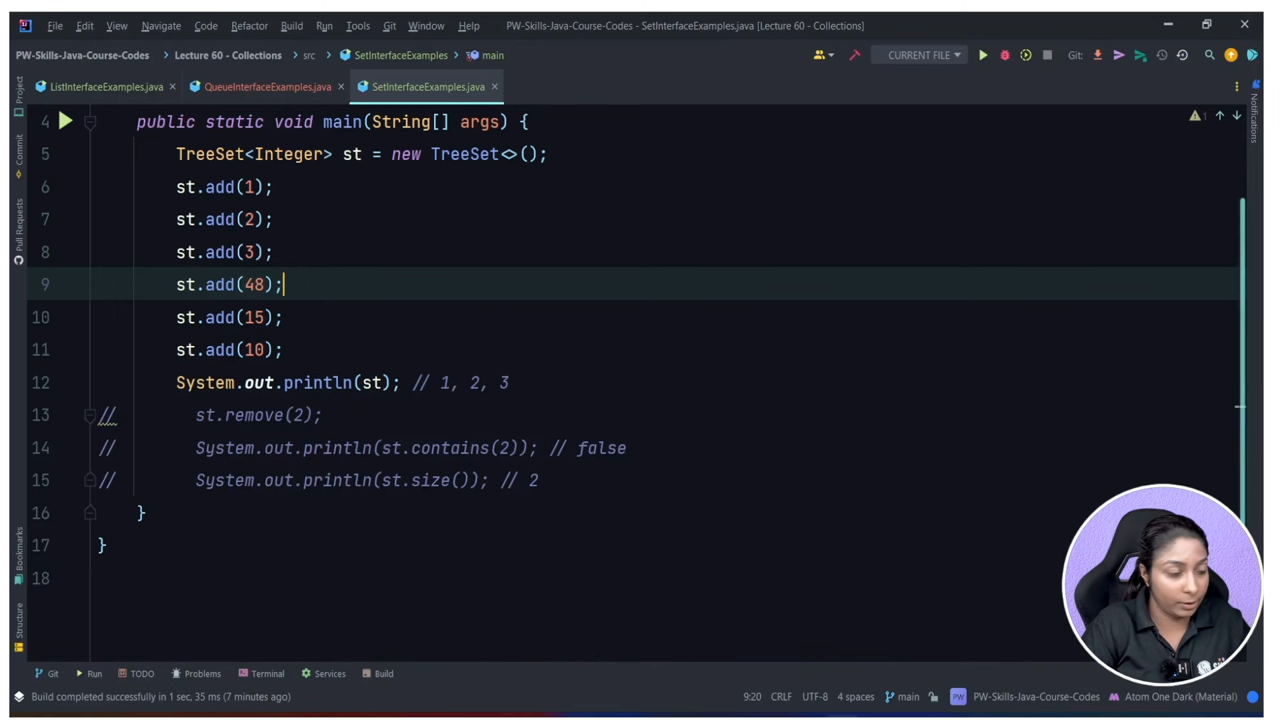 File Edit View Navigate Code Refactor Build Run Tools Git Window Help PW-Skills-Java-Course-Codes - SetInterfaceExamples.java [Lecture 60 - Collections]
PW-Skills-Java-Course-Codes Lecture 60 - Collections src SetInterfaceExamples main CURRENT FILE Git:
ListInterfaceExamples.java QueueInterfaceExamples.java SetInterfaceExamples.java
Project
Commit
Pull Requests
Bookmarks
Structure
Notifications
1
4 public static void main(String[] args) {
5 TreeSet<Integer> st = new TreeSet<>();
6 st.add(1);
7 st.add(2);
8 st.add(3);
9 st.add(48);
10 st.add(15);
11 st.add(10);
12 System.out.println(st); // 1, 2, 3
13 // st.remove(2);
14 // System.out.println(st.contains(2)); // false
15 // System.out.println(st.size()); // 2
16 }
17 }
18
Git Run TODO Problems Terminal Services Build
Build completed successfully in 1 sec, 35 ms (7 minutes ago) 9:20 CRLF UTF-8 4 spaces main PW PW-Skills-Java-Course-Codes Atom One Dark (Material)